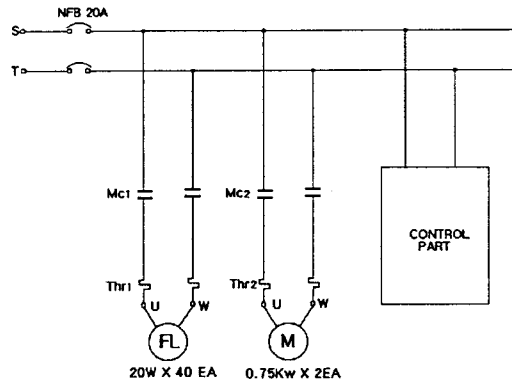 NFB 20A
S
T
Mc1
Mc2
CONTROL
PART
Thr1
Thr2
U
W
U
W
FL
M
20W X 40 EA
0.75Kw X 2EA